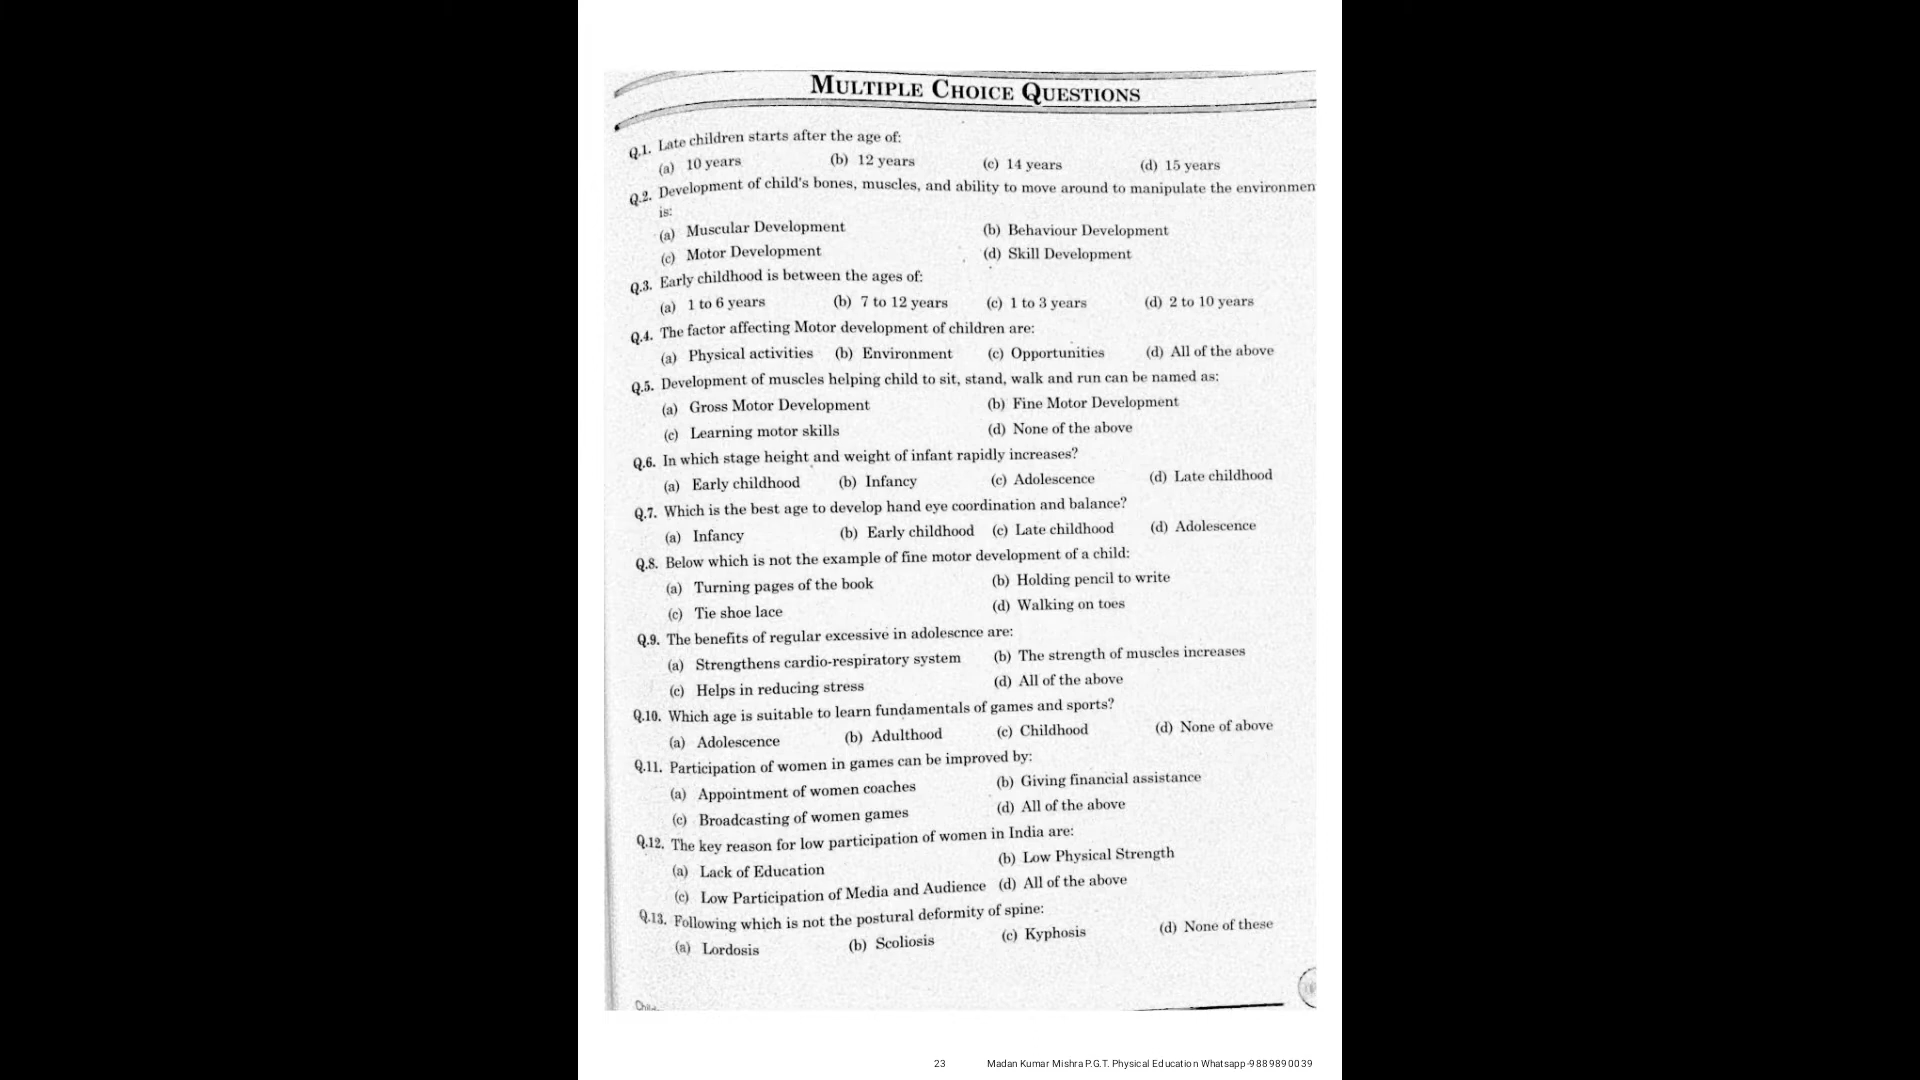 MULTIPLE CHOICE QUESTIONS
Q.1. Late children starts after the age of:
(a) 10 years (b) 12 years (c) 14 years (d) 15 years
Q.2. Development of child's bones, muscles, and ability to move around to manipulate the environmen
is:
(a) Muscular Development (b) Behaviour Development
(c) Motor Development (d) Skill Development
Q.3. Early childhood is between the ages of:
(a) 1 to 6 years (b) 7 to 12 years (c) 1 to 3 years (d) 2 to 10 years
Q.4. The factor affecting Motor development of children are:
(a) Physical activities (b) Environment (c) Opportunities (d) All of the above
Q.5. Development of muscles helping child to sit, stand, walk and run can be named as:
(a) Gross Motor Development (b) Fine Motor Development
(c) Learning motor skills (d) None of the above
Q.6. In which stage height and weight of infant rapidly increases?
(a) Early childhood (b) Infancy (c) Adolescence (d) Late childhood
Q.7. Which is the best age to develop hand eye coordination and balance?
(a) Infancy (b) Early childhood (c) Late childhood (d) Adolescence
Q.8. Below which is not the example of fine motor development of a child:
(a) Turning pages of the book (b) Holding pencil to write
(c) Tie shoe lace (d) Walking on toes
Q.9. The benefits of regular excessive in adolescnce are:
(a) Strengthens cardio-respiratory system (b) The strength of muscles increases
(c) Helps in reducing stress (d) All of the above
Q.10. Which age is suitable to learn fundamentals of games and sports?
(a) Adolescence (b) Adulthood (c) Childhood (d) None of above
Q.11. Participation of women in games can be improved by:
(a) Appointment of women coaches (b) Giving financial assistance
(c) Broadcasting of women games (d) All of the above
Q.12. The key reason for low participation of women in India are:
(a) Lack of Education (b) Low Physical Strength
(c) Low Participation of Media and Audience (d) All of the above
Q.13. Following which is not the postural deformity of spine:
(a) Lordosis (b) Scoliosis (c) Kyphosis (d) None of these
23 Madan Kumar Mishra P.G.T. Physical Education Whatsapp-9889890039